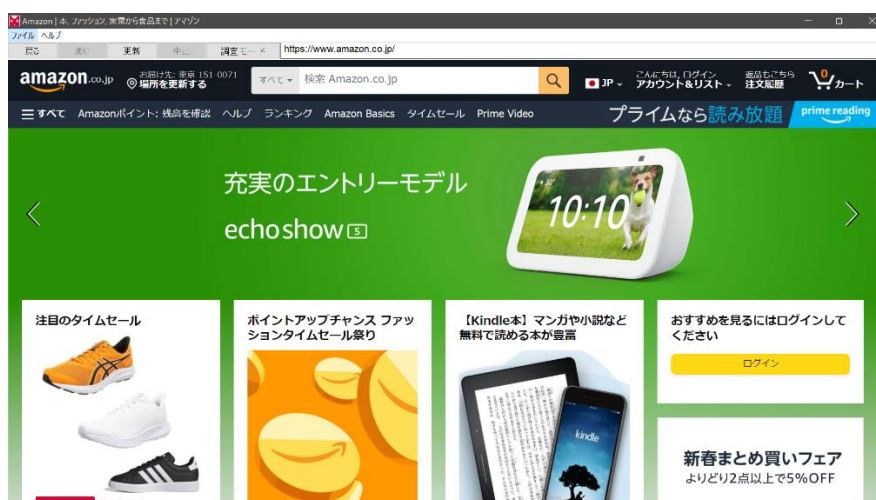 Amazon | 本, ファッション, 家電から食品まで | アマゾン
ファイル ヘルプ
戻る 進む 更新 中止 調査モード https://www.amazon.co.jp/
amazon.co.jp
お届け先: 東京 151-0071
場所を更新する
すべて 検索 Amazon.co.jp
JP
こんにちは, ログイン
アカウント&リスト
返品もこちら
注文履歴
0
カート
すべて Amazonポイント: 残高を確認 ヘルプ ランキング Amazon Basics タイムセール Prime Video
プライムなら読み放題 prime reading
充実のエントリーモデル
echo show 5
10:10
注目のタイムセール
ポイントアップチャンス ファッ
ションタイムセール祭り
【Kindle本】マンガや小説など
無料で読める本が豊富
kindle
おすすめを見るにはログインして
ください
ログイン
新春まとめ買いフェア
よりどり2点以上で5%OFF